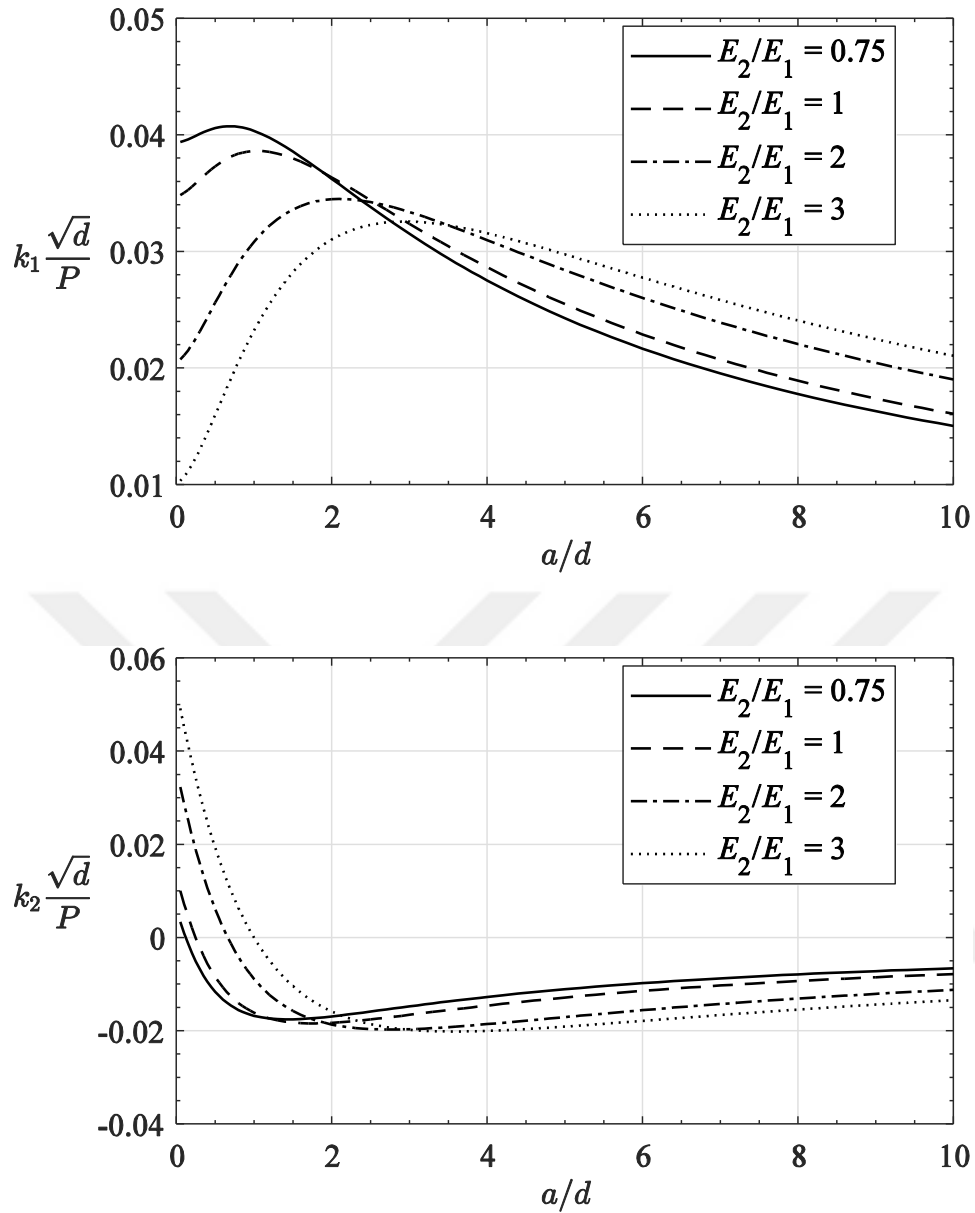 0.05
0.04
0.03
0.02
0.01
k₁ √d/P
E₂/E₁ = 0.75
E₂/E₁ = 1
E₂/E₁ = 2
E₂/E₁ = 3
0 2 4 6 8 10
a/d
0.06
0.04
0.02
0
-0.02
-0.04
k₂ √d/P
E₂/E₁ = 0.75
E₂/E₁ = 1
E₂/E₁ = 2
E₂/E₁ = 3
0 2 4 6 8 10
a/d